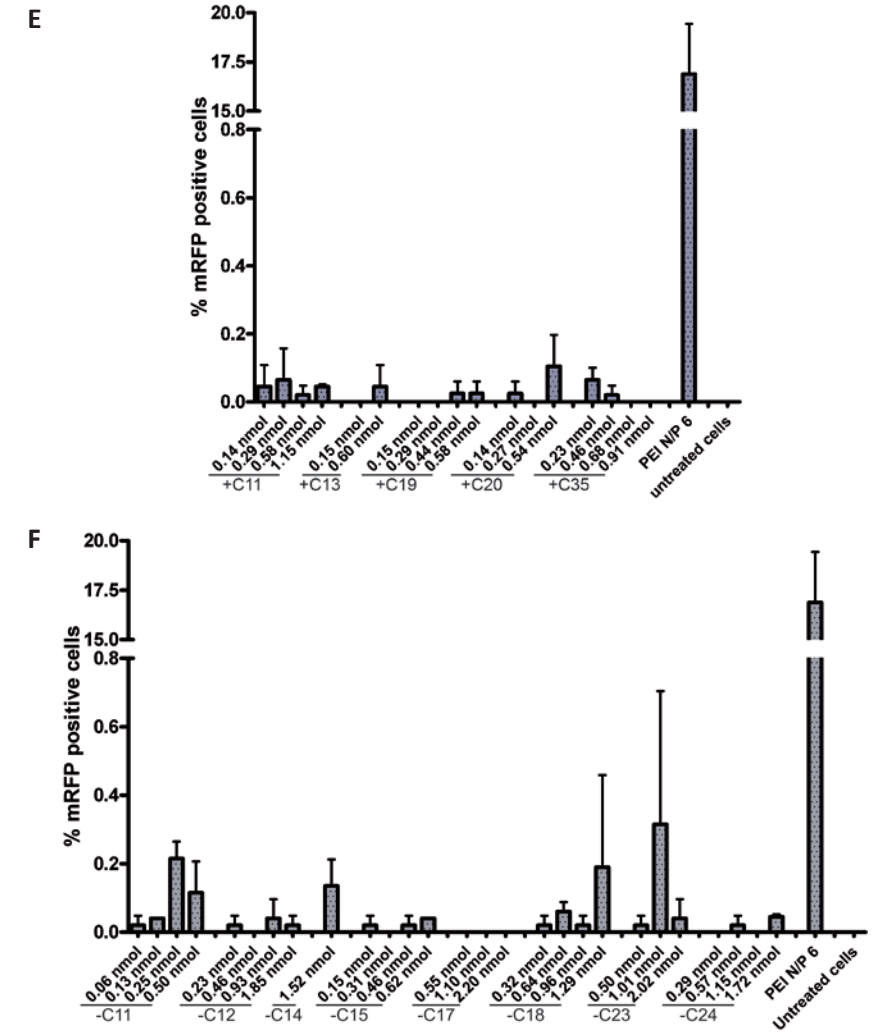 E
% mRFP positive cells
20.0
17.5
15.0
0.8
0.6
0.4
0.2
0.0
0.14 nmol
0.29 nmol
0.58 nmol
1.15 nmol
0.15 nmol
0.60 nmol
0.15 nmol
0.29 nmol
0.44 nmol
0.58 nmol
0.14 nmol
0.27 nmol
0.54 nmol
0.23 nmol
0.46 nmol
0.68 nmol
0.91 nmol
PEI N/P 6
untreated cells
+C11 +C13 +C19 +C20 +C35
F
% mRFP positive cells
20.0
17.5
15.0
0.8
0.6
0.4
0.2
0.0
0.06 nmol
0.13 nmol
0.25 nmol
0.50 nmol
0.23 nmol
0.46 nmol
0.93 nmol
1.85 nmol
1.52 nmol
0.15 nmol
0.31 nmol
0.46 nmol
0.62 nmol
0.55 nmol
1.10 nmol
2.20 nmol
0.32 nmol
0.64 nmol
0.96 nmol
1.29 nmol
0.50 nmol
1.01 nmol
2.02 nmol
0.29 nmol
0.57 nmol
1.15 nmol
1.72 nmol
PEI N/P 6
Untreated cells
-C11 -C12 -C14 -C15 -C17 -C18 -C23 -C24